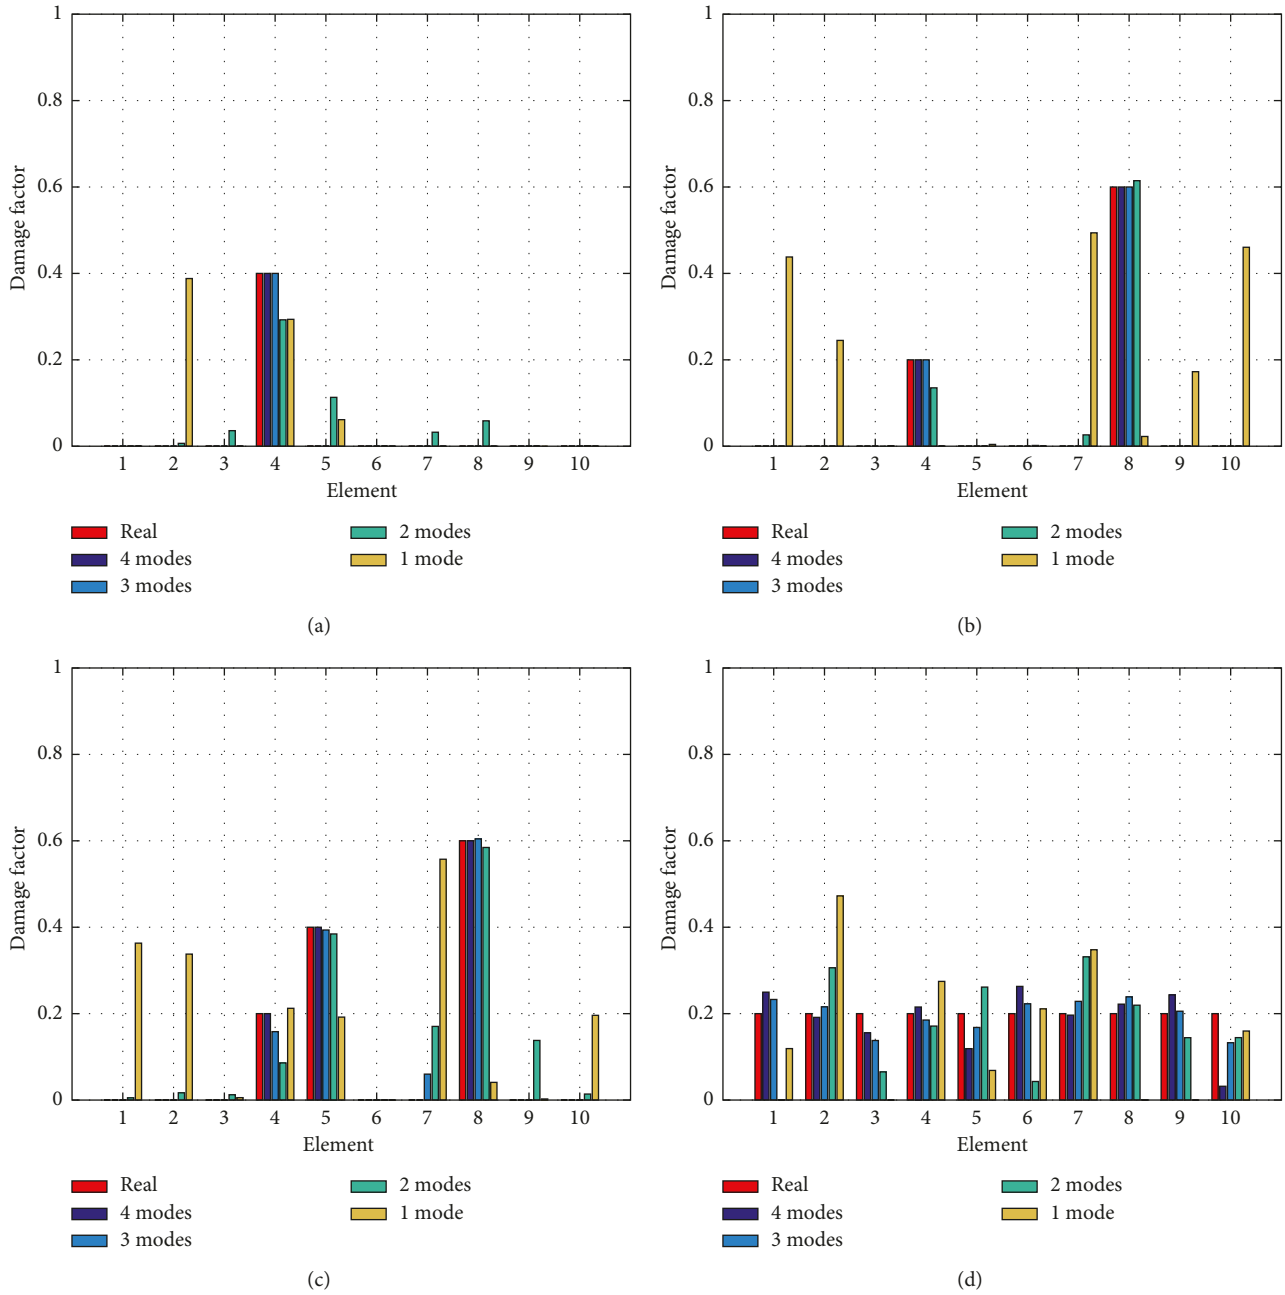 1
0.8
0.6
0.4
0.2
0
Damage factor
1 2 3 4 5 6 7 8 9 10
Element
Real
4 modes
3 modes
2 modes
1 mode
(a)
1
0.8
0.6
0.4
0.2
0
Damage factor
1 2 3 4 5 6 7 8 9 10
Element
Real
4 modes
3 modes
2 modes
1 mode
(b)
1
0.8
0.6
0.4
0.2
0
Damage factor
1 2 3 4 5 6 7 8 9 10
Element
Real
4 modes
3 modes
2 modes
1 mode
(c)
1
0.8
0.6
0.4
0.2
0
Damage factor
1 2 3 4 5 6 7 8 9 10
Element
Real
4 modes
3 modes
2 modes
1 mode
(d)